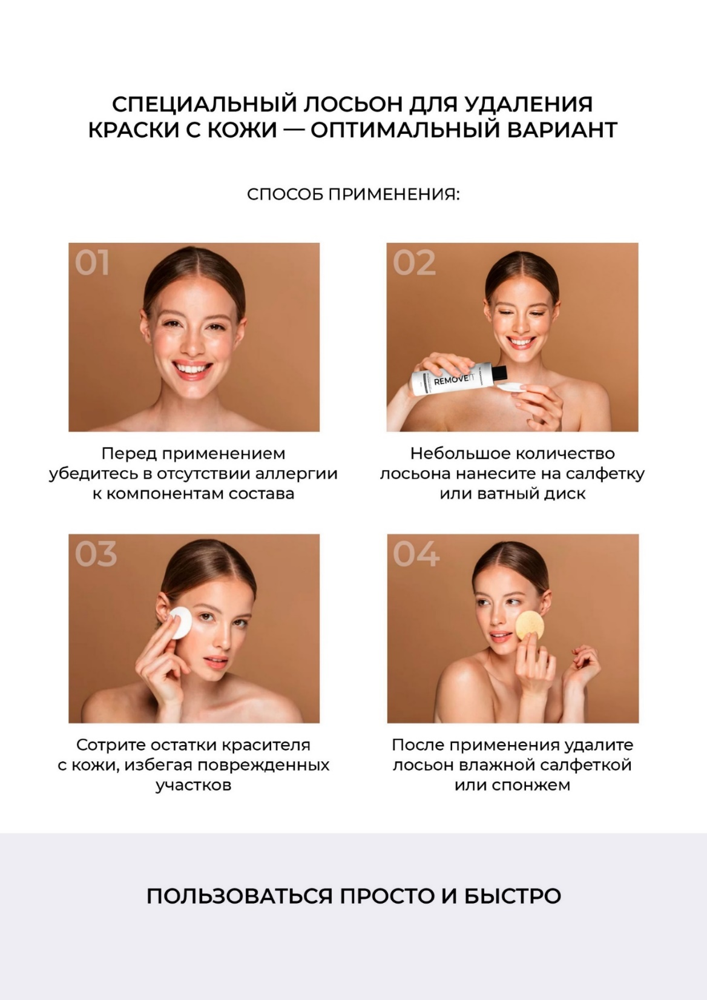 СПЕЦИАЛЬНЫЙ ЛОСЬОН ДЛЯ УДАЛЕНИЯ
КРАСКИ С КОЖИ — ОПТИМАЛЬНЫЙ ВАРИАНТ
СПОСОБ ПРИМЕНЕНИЯ:
01
Перед применением
убедитесь в отсутствии аллергии
к компонентам состава
02
REMOVEIT
Небольшое количество
лосьона нанесите на салфетку
или ватный диск
03
Сотрите остатки красителя
с кожи, избегая поврежденных
участков
04
После применения удалите
лосьон влажной салфеткой
или спонжем
ПОЛЬЗОВАТЬСЯ ПРОСТО И БЫСТРО